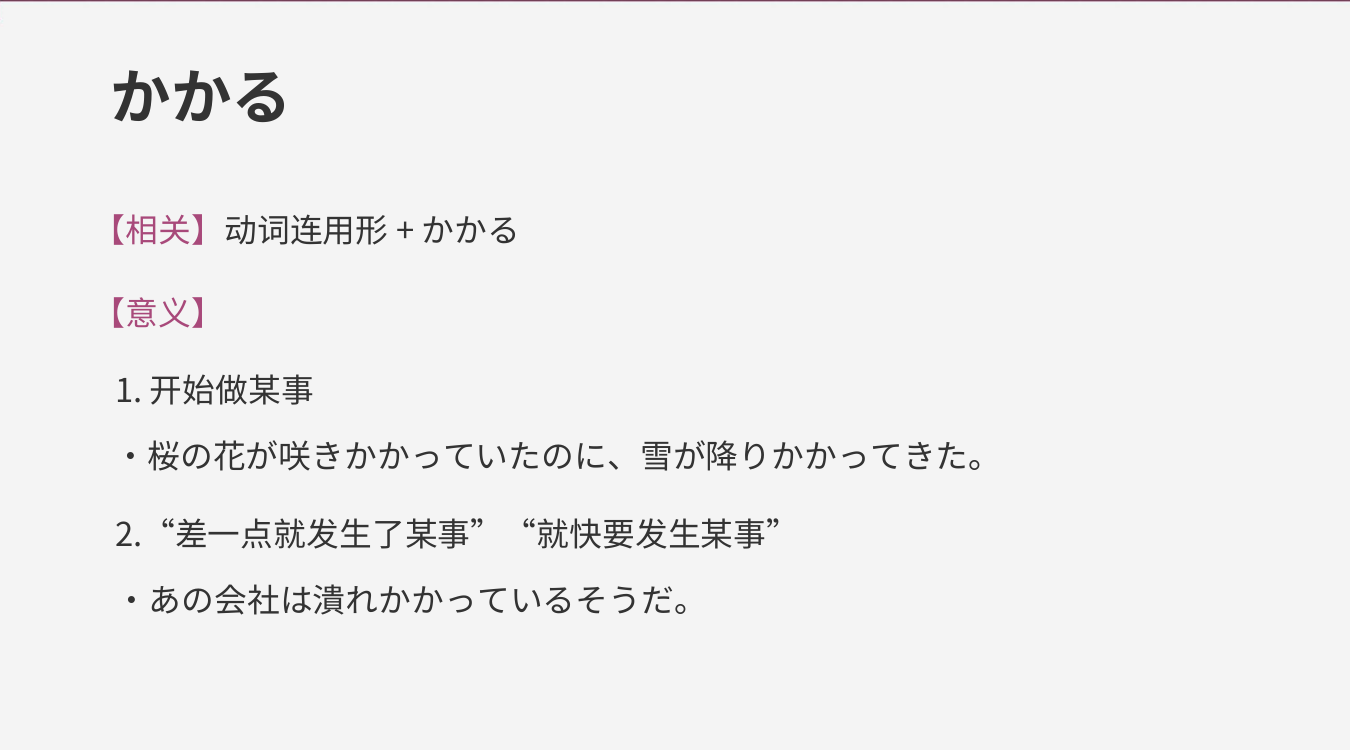 かかる
【相关】动词连用形 + かかる
【意义】
1. 开始做某事
・桜の花が咲きかかっていたのに、雪が降りかかってきた。
2. “差一点就发生了某事” “就快要发生某事”
・あの会社は潰れかかっているそうだ。